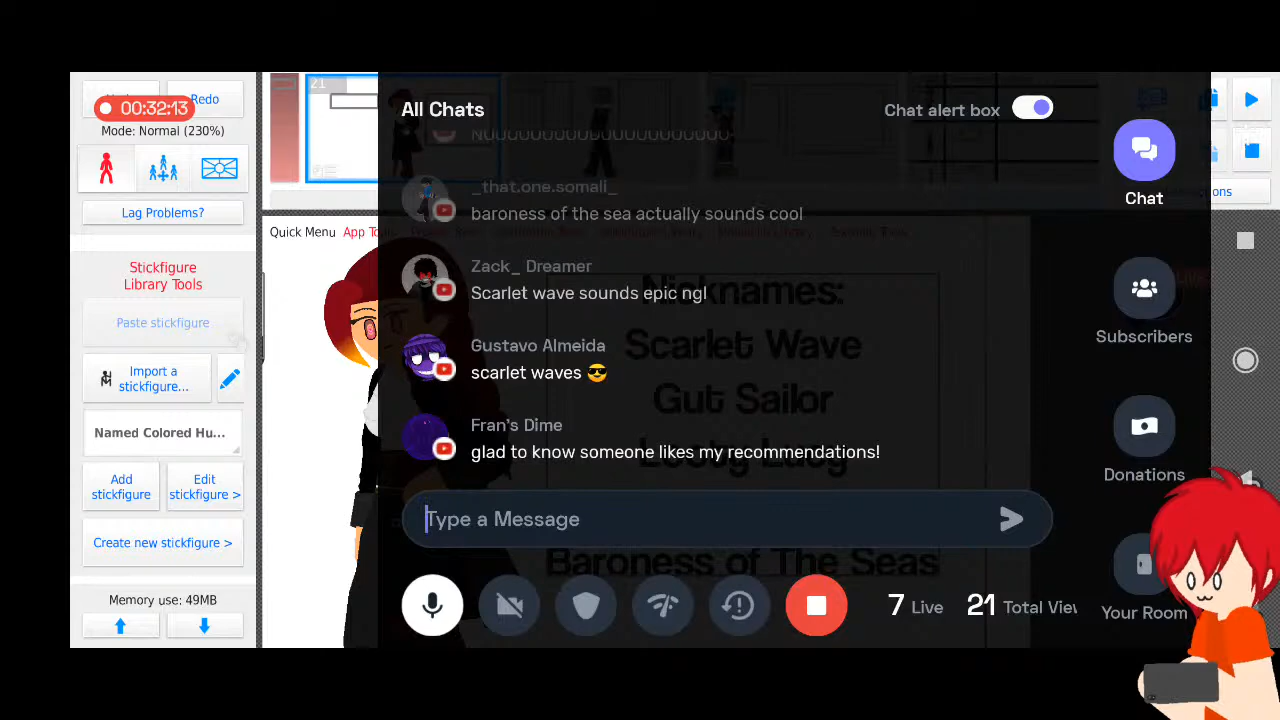 Redo
00:32:13
Mode: Normal (230%)
Lag Problems?
Stickfigure
Library Tools
Paste stickfigure
Import a
stickfigure...
Named Colored Hu...
Add
stickfigure
Edit
stickfigure >
Create new stickfigure >
Memory use: 49MB
21
Quick Menu
All Chats
Chat alert box
_that.one.somali_
baroness of the sea actually sounds cool
Zack_ Dreamer
Scarlet wave sounds epic ngl
Gustavo Almeida
scarlet waves 😎
Fran's Dime
glad to know someone likes my recommendations!
Type a Message
7 Live
21 Total View
Nicknames:
Scarlet Wave
Gut Sailor
Baroness of The Seas
Chat
Subscribers
Donations
Your Room